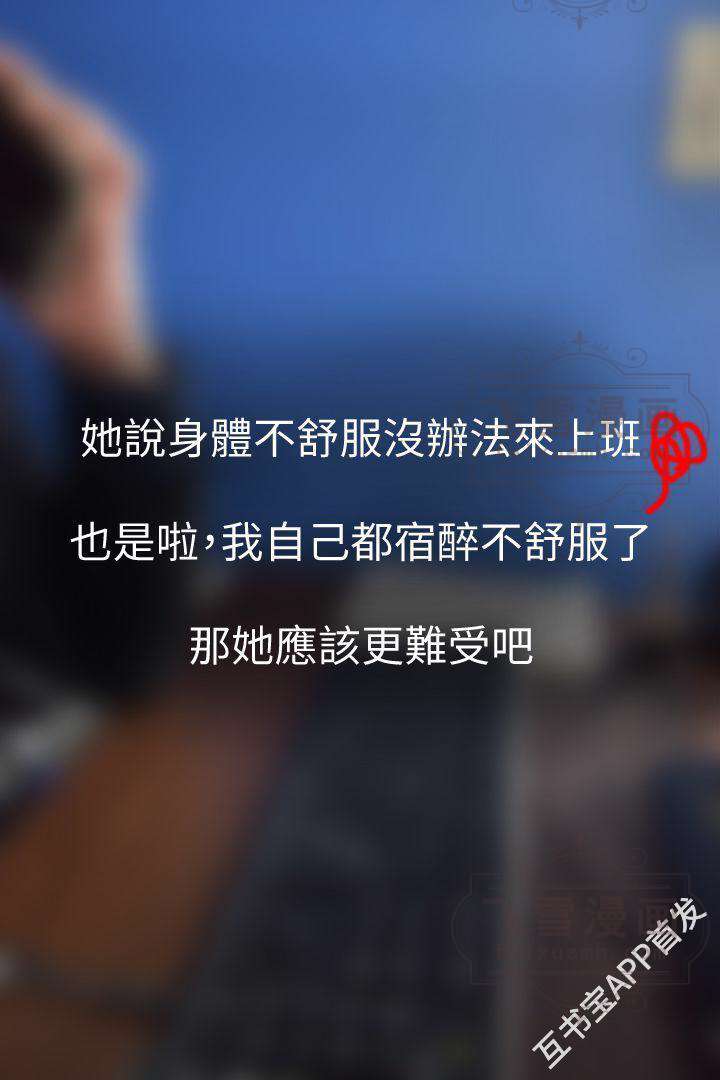 她說身體不舒服沒辦法來上班
也是啦，我自己都宿醉不舒服了
那她應該更難受吧
互书宝APP首发